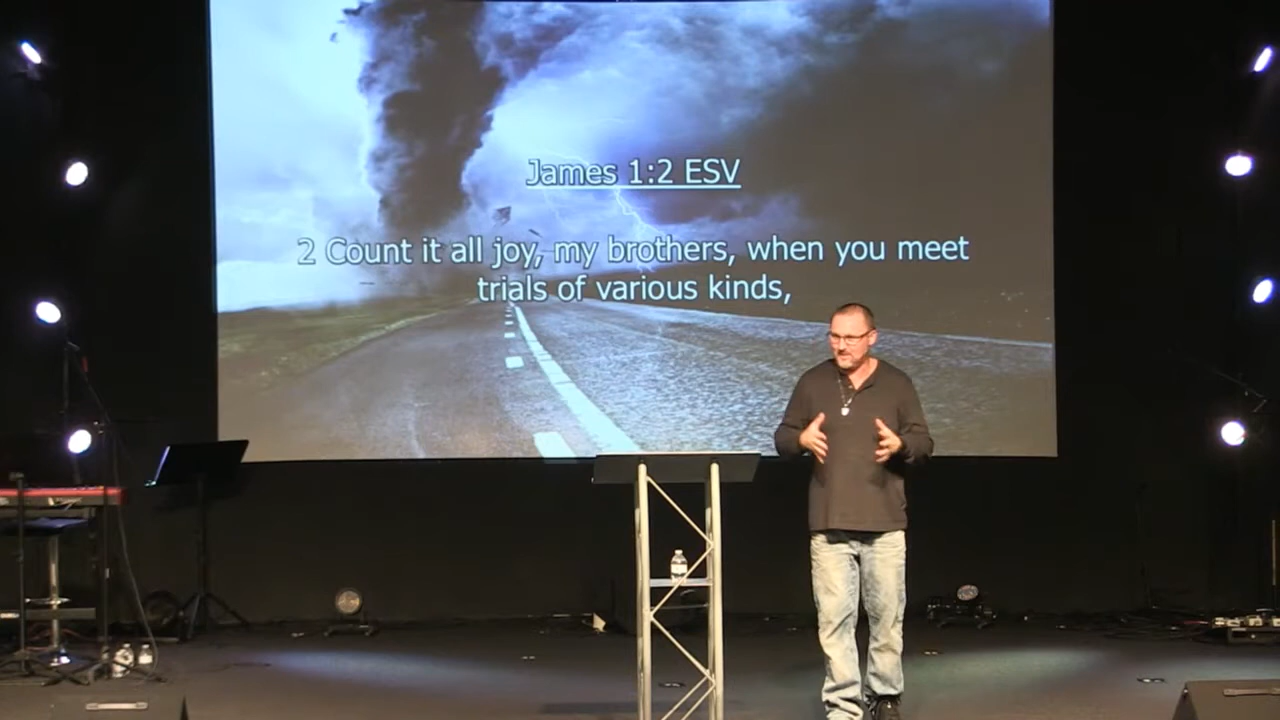 James 1:2 ESV
2 Count it all joy, my brothers, when you meet
trials of various kinds,